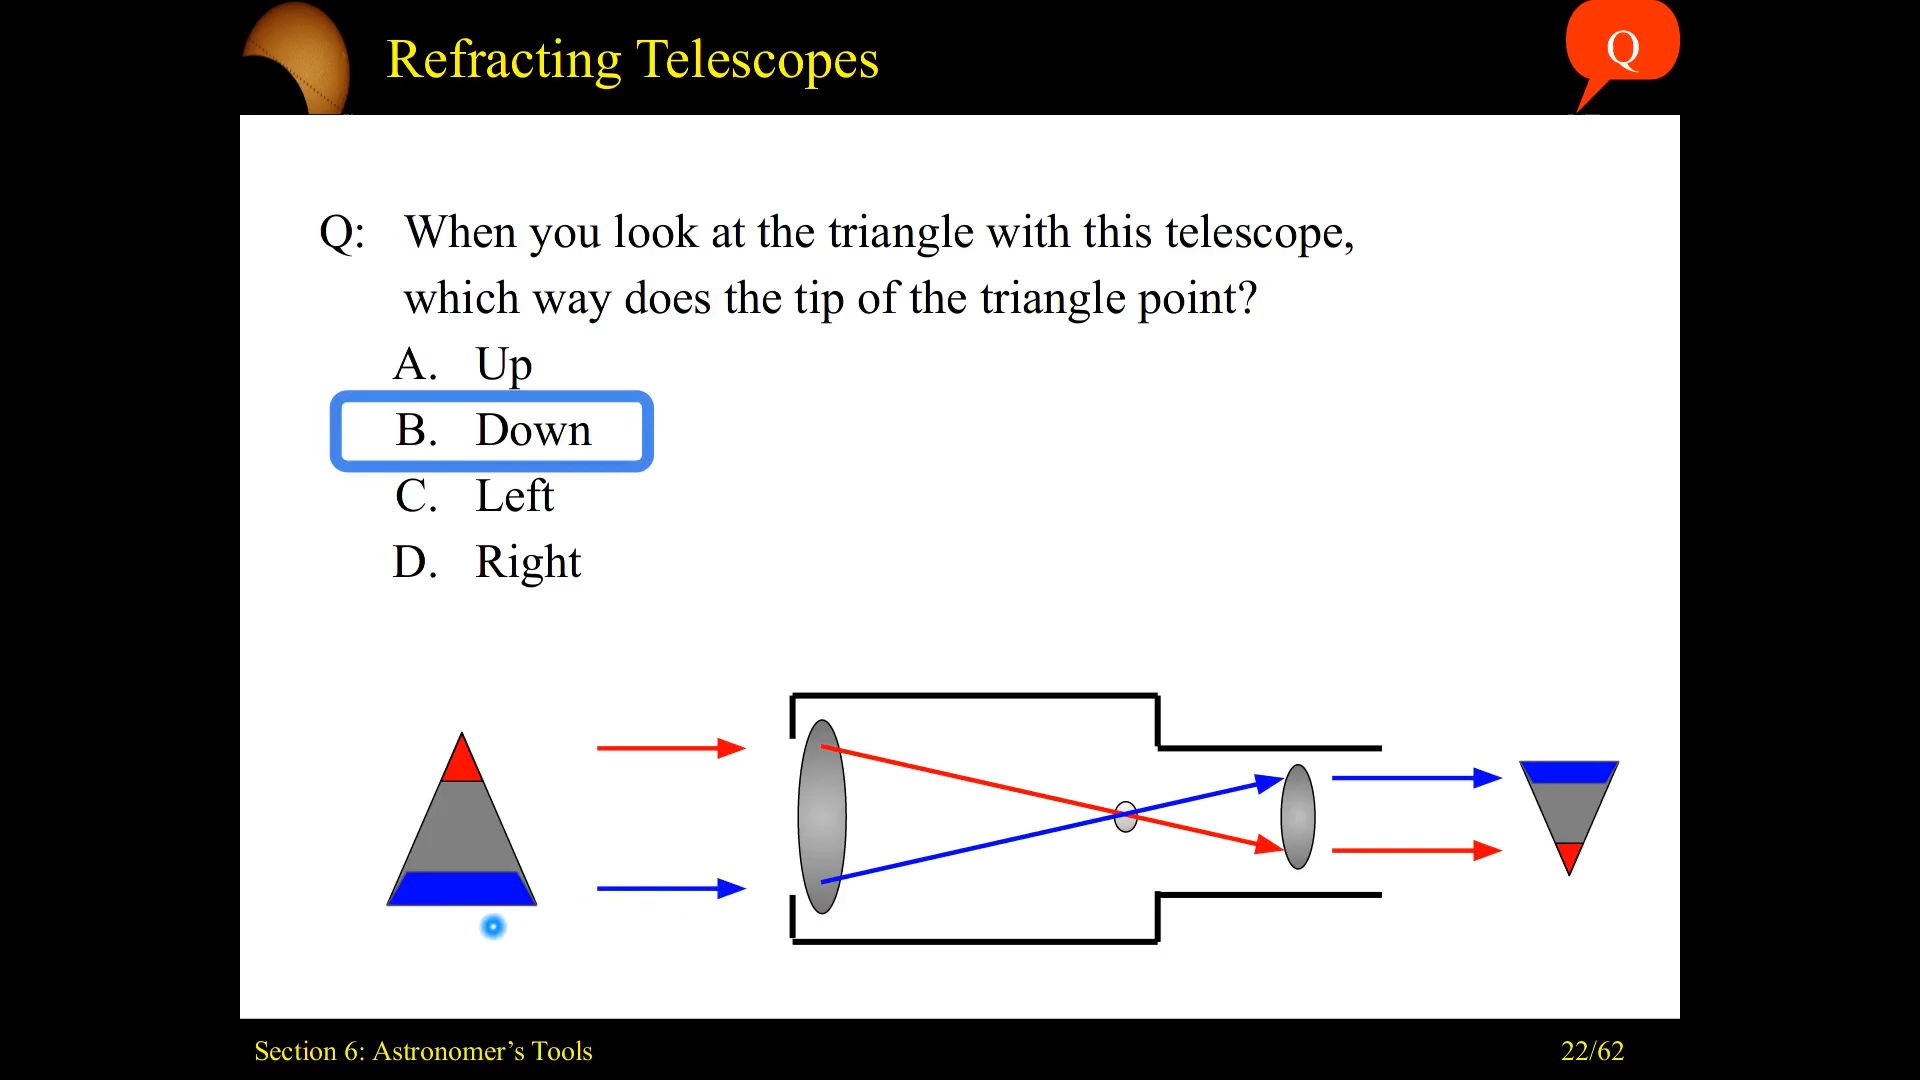 Refracting Telescopes
Q
Q: When you look at the triangle with this telescope,
which way does the tip of the triangle point?
A. Up
B. Down
C. Left
D. Right
Section 6: Astronomer’s Tools
22/62